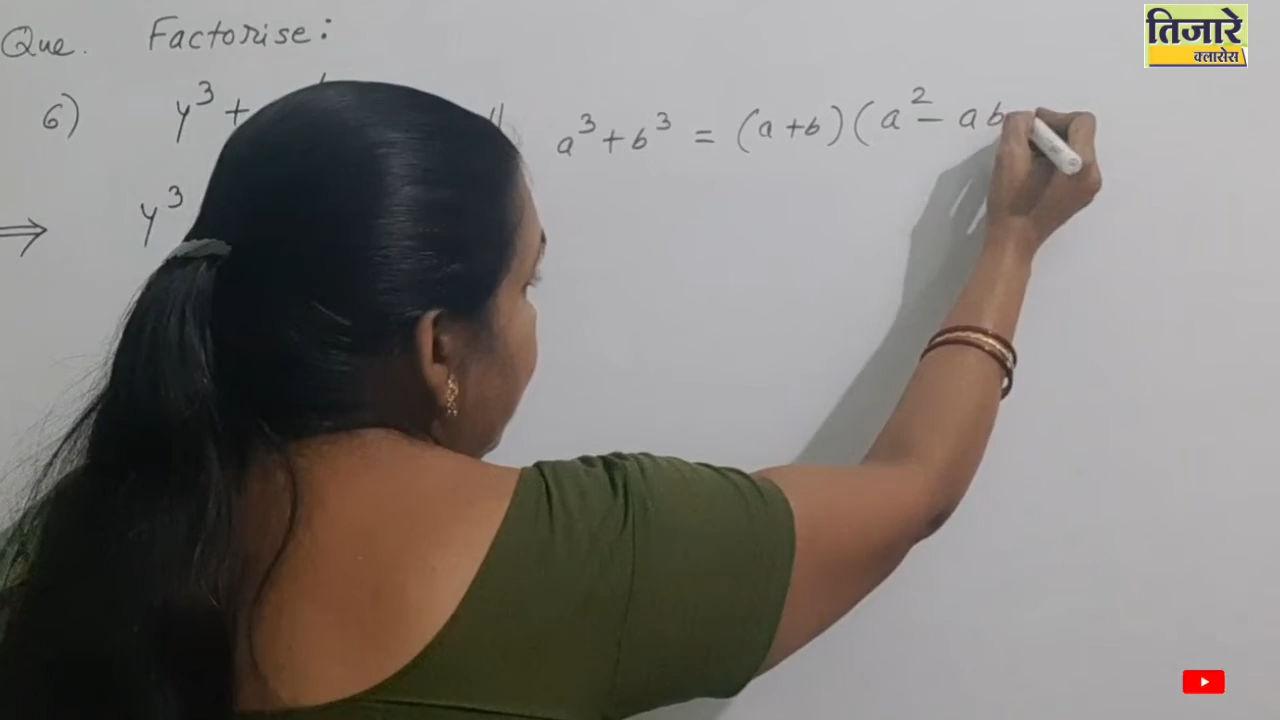 Que. Factorise:
6) y³ +
a³ + b³ = (a + b) (a² - ab
⇒ y³
तिजारे
क्लासेस